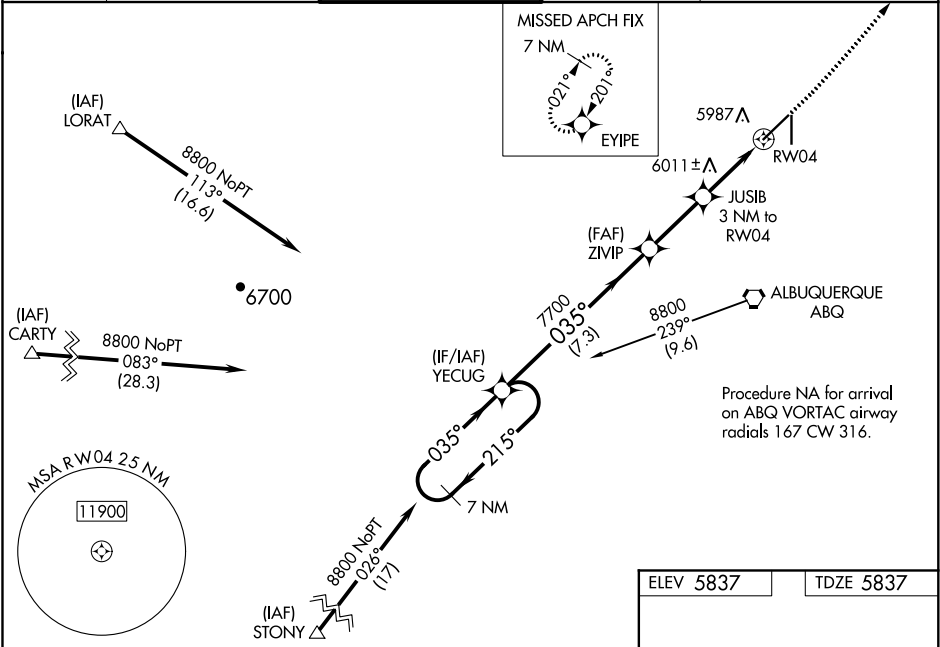 MISSED APCH FIX
7 NM
021°
201°
EYIPE
(IAF)
LORAT
8800 NoPT
113°
(16.6)
5987
RW04
6011±
JUSIB
3 NM to
RW04
(FAF)
ZIVIP
6700
ALBUQUERQUE
ABQ
8800
239°
(9.6)
7700
035°
(7.3)
(IAF)
CARTY
8800 NoPT
083°
(28.3)
(IF/IAF)
YECUG
Procedure NA for arrival
on ABQ VORTAC airway
radials 167 CW 316.
035°
215°
7 NM
MSA RW04 25 NM
11900
8800 NoPT
026°
(17)
(IAF)
STONY
ELEV 5837
TDZE 5837